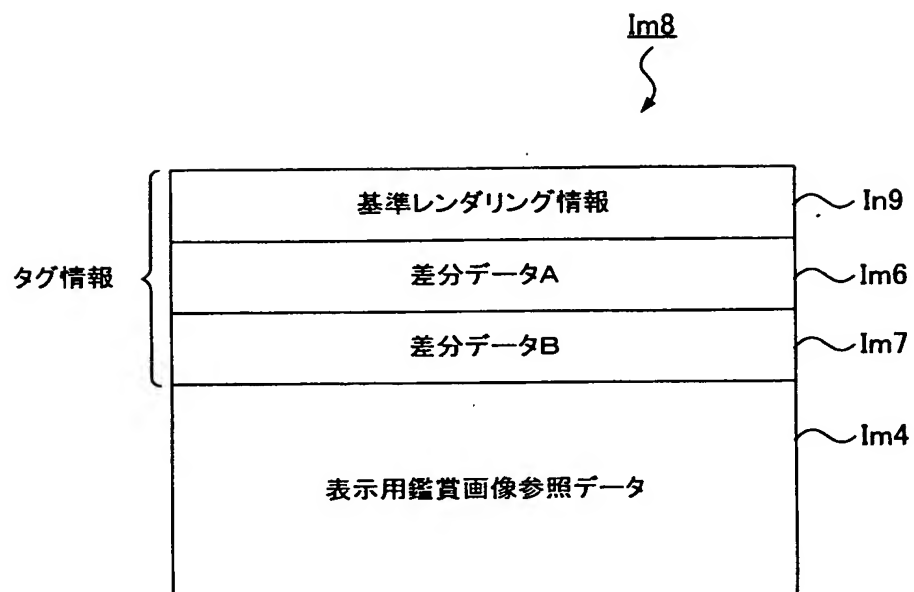 Im8
基準レンダリング情報
In9
タグ情報
差分データA
Im6
差分データB
Im7
Im4
表示用鑑賞画像参照データ